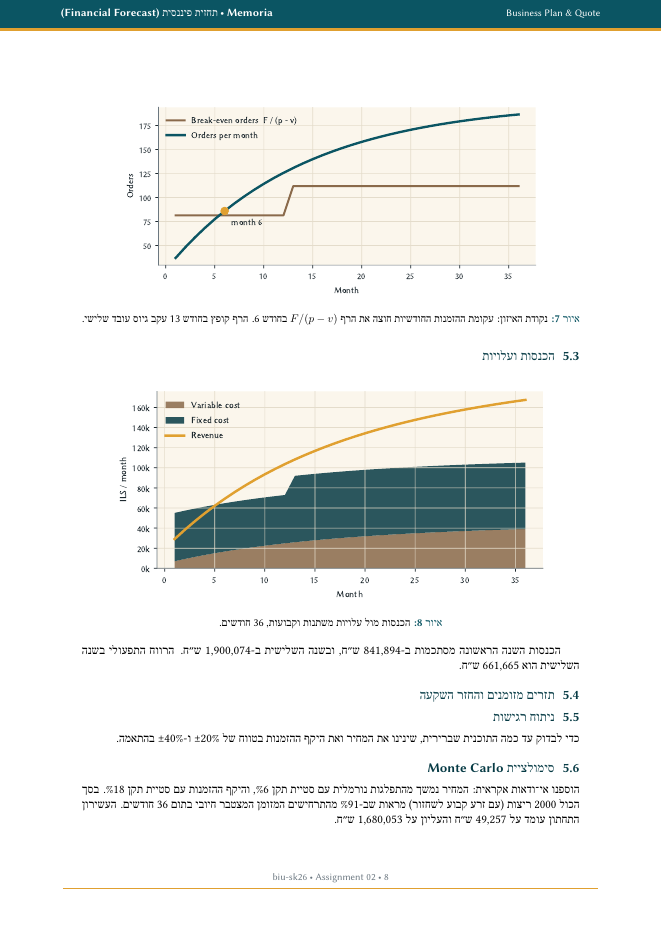 (Financial Forecast) תחזית פיננסית • Memoria
Business Plan & Quote
Break-even orders F / (p - v)
Orders per month
175
150
125
100
75
50
Orders
month 6
0 5 10 15 20 25 30 35
Month
איור 7: נקודת האיזון: עקומת ההזמנות החודשיות חוצה את הרף F/(p − v) בחודש 6. הרף קופץ בחודש 13 עקב גיוס עובד שלישי.
5.3 הכנסות ועלויות
Variable cost
Fixed cost
Revenue
160k
140k
120k
100k
80k
60k
40k
20k
0k
ILS / month
0 5 10 15 20 25 30 35
Month
איור 8: הכנסות מול עלויות משתנות וקבועות, 36 חודשים.
הכנסות השנה הראשונה מסתכמות ב-841,894 ש״ח, ובשנה השלישית ב-1,900,074 ש״ח. הרווח התפעולי בשנה
השלישית הוא 661,665 ש״ח.
5.4 תזרים מזומנים והחזר השקעה
5.5 ניתוח רגישות
כדי לבדוק עד כמה התוכנית שברירית, שינינו את המחיר ואת היקף ההזמנות בטווח של ±20% ו-±40% בהתאמה.
5.6 סימולציית Monte Carlo
הוספנו אי־ודאות אקראית: המחיר נמשך מהתפלגות נורמלית עם סטיית תקן 6%, והיקף ההזמנות עם סטיית תקן 18%. בסך
הכול 2000 ריצות (עם זרע קבוע לשחזור) מראות שב-91% מהתרחישים המזומן המצטבר חיובי בתום 36 חודשים. העשירון
התחתון עומד על 49,257 ש״ח והעליון על 1,680,053 ש״ח.
biu-sk26 • Assignment 02 • 8